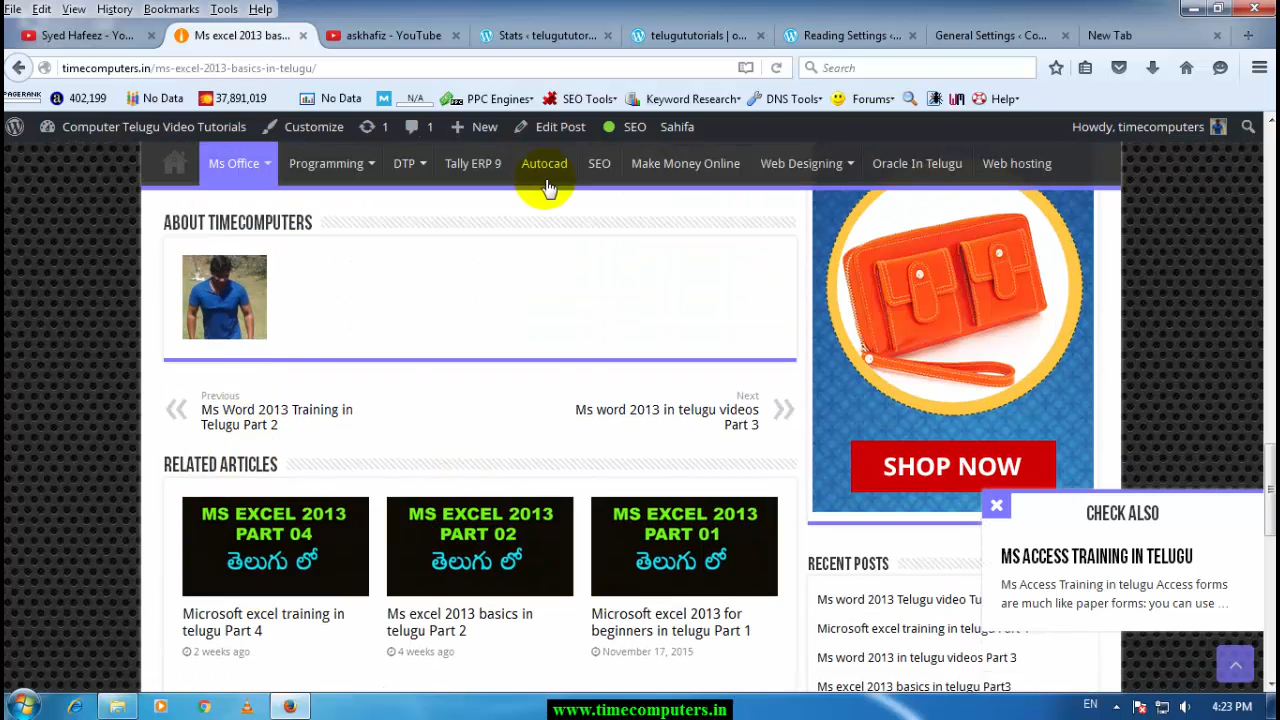 File Edit View History Bookmarks Tools Help
Syed Hafeez - Yo... Ms excel 2013 bas... askhafiz - YouTube Stats ‹ telugututor... telugututorials | o... Reading Settings ‹... General Settings ‹ Co... New Tab
timecomputers.in/ms-excel-2013-basics-in-telugu/ Search
PAGERANK 402,199 No Data 37,891,019 No Data N/A PPC Engines SEO Tools Keyword Research DNS Tools Forums Help
Computer Telugu Video Tutorials Customize 1 1 New Edit Post SEO Sahifa Howdy, timecomputers
Ms Office Programming DTP Tally ERP 9 Autocad SEO Make Money Online Web Designing Oracle In Telugu Web hosting
ABOUT TIMECOMPUTERS
Previous
Ms Word 2013 Training in
Telugu Part 2
Next
Ms word 2013 in telugu videos
Part 3
RELATED ARTICLES
MS EXCEL 2013
PART 04
తెలుగు లో
Microsoft excel training in
telugu Part 4
2 weeks ago
MS EXCEL 2013
PART 02
తెలుగు లో
Ms excel 2013 basics in
telugu Part 2
4 weeks ago
MS EXCEL 2013
PART 01
తెలుగు లో
Microsoft excel 2013 for
beginners in telugu Part 1
November 17, 2015
SHOP NOW
RECENT POSTS
Ms word 2013 Telugu video Tu
Microsoft excel training in telugu Part 4
Ms word 2013 in telugu videos Part 3
Ms excel 2013 basics in telugu Part3
CHECK ALSO
MS ACCESS TRAINING IN TELUGU
Ms Access Training in telugu Access forms
are much like paper forms: you can use ...
EN 4:23 PM
www.timecomputers.in